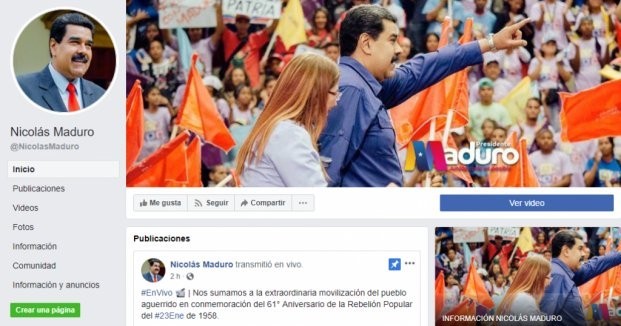 PATRIA
Presidente
Maduro
Nicolás Maduro
@NicolasMaduro
Inicio
Publicaciones
Videos
Fotos
Información
Comunidad
Información y anuncios
Crear una página
Me gusta
Seguir
Compartir
Ver video
Publicaciones
Nicolás Maduro transmitió en vivo.
2 h ·
#EnVivo | Nos sumamos a la extraordinaria movilización del pueblo
aguerrido en conmemoración del 61° Aniversario de la Rebelión Popular
del #23Ene de 1958.
INFORMACIÓN NICOLÁS MADURO